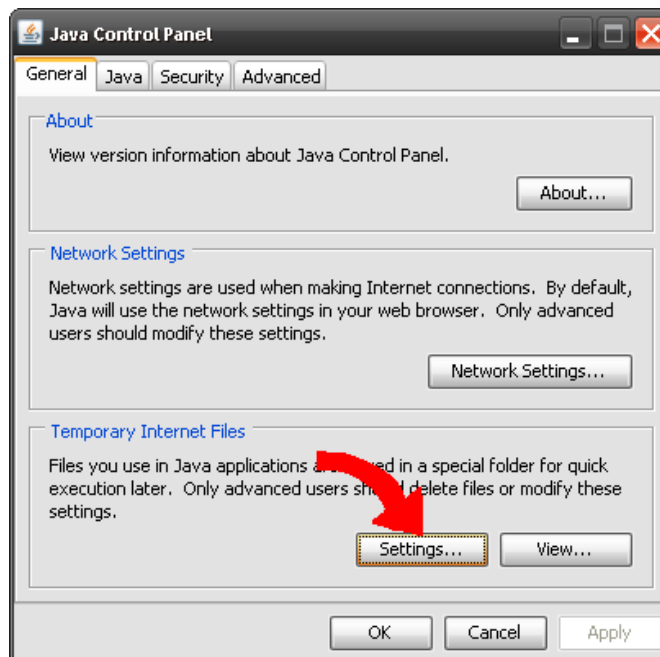 Java Control Panel
General Java Security Advanced
About
View version information about Java Control Panel.
About...
Network Settings
Network settings are used when making Internet connections. By default,
Java will use the network settings in your web browser. Only advanced
users should modify these settings.
Network Settings...
Temporary Internet Files
Files you use in Java applications in a special folder for quick
execution later. Only advanced users delete files or modify these
settings.
Settings... View...
OK Cancel Apply